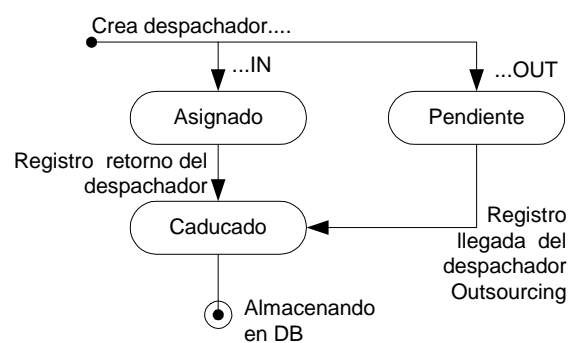 Crea despachador....
...IN
...OUT
Asignado
Pendiente
Registro retorno del
despachador
Caducado
Registro
llegada del
despachador
Outsourcing
Almacenando
en DB